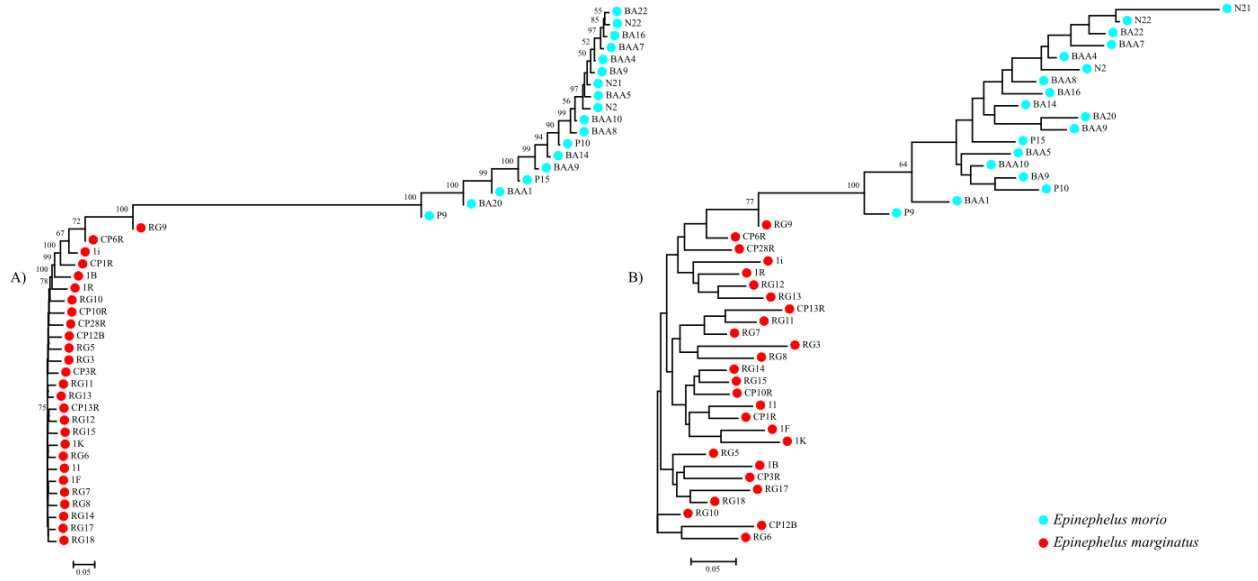 A)
55
85
97
52
50
97
56
99
90
94
99
100
99
100
100
100
72
67
100
99
100
78
75
BA22
N22
BA16
BAA7
BAA4
BA9
N21
BAA5
N2
BAA10
BAA8
P10
BA14
BAA9
P15
BAA1
BA20
P9
RG9
CP6R
1i
CP1R
1B
1R
RG10
CP10R
CP28R
CP12B
RG5
RG3
CP3R
RG11
RG13
CP13R
RG12
RG15
1K
RG6
1I
1F
RG7
RG8
RG14
RG17
RG18
0.05
B)
64
100
77
N21
N22
BA22
BAA7
BAA4
N2
BAA8
BA16
BA14
BA20
BAA9
P15
BAA5
BAA10
BA9
P10
BAA1
P9
RG9
CP6R
CP28R
1i
1R
RG12
RG13
CP13R
RG11
RG7
RG3
RG8
RG14
RG15
CP10R
1I
CP1R
1F
1K
RG5
1B
CP3R
RG17
RG18
RG10
CP12B
RG6
0.05
Epinephelus morio
Epinephelus marginatus